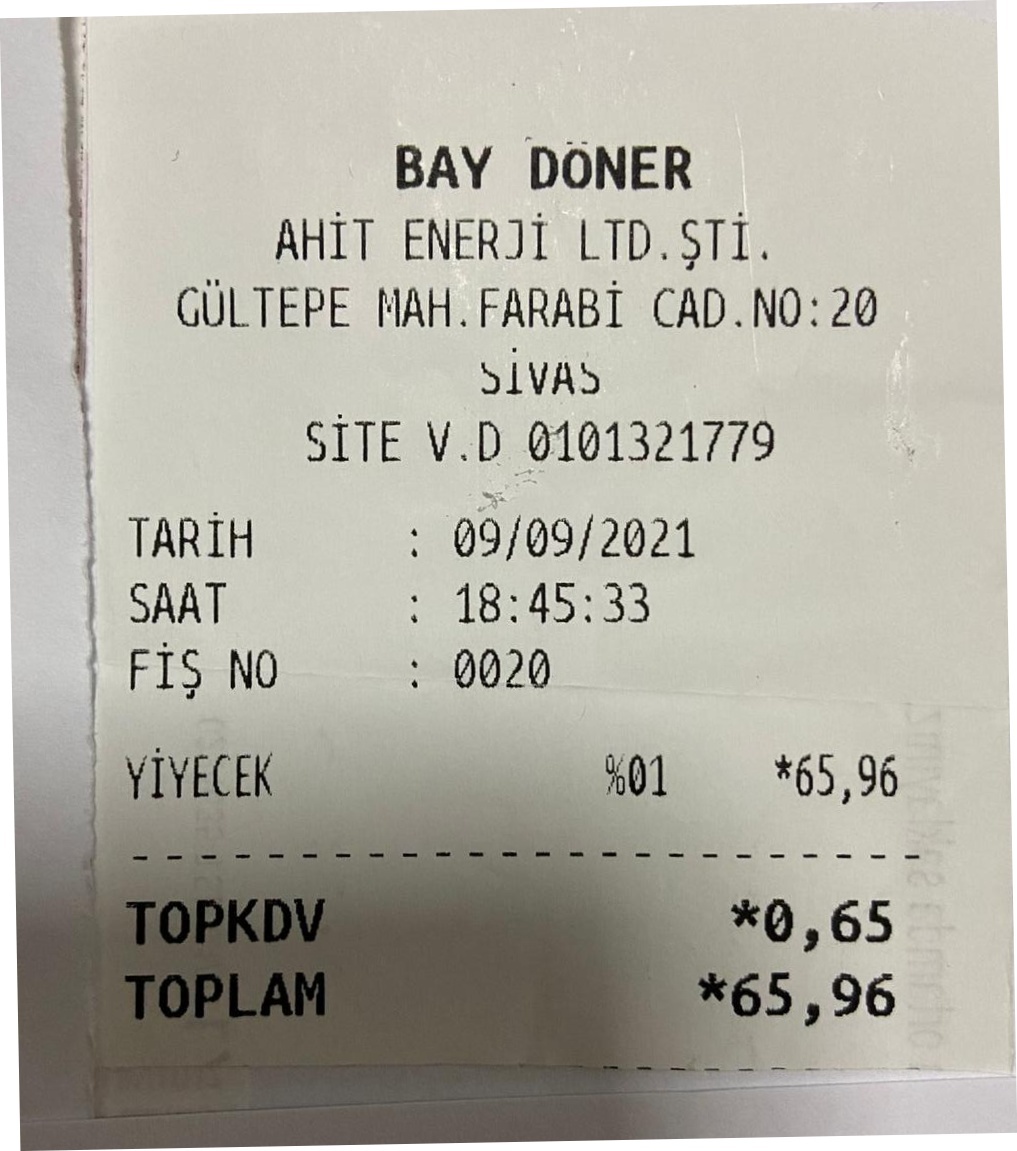 BAY DÖNER
AHİT ENERJİ LTD.ŞTİ.
GÜLTEPE MAH.FARABİ CAD.NO:20
SİVAS
SİTE V.D 0101321779
TARİH : 09/09/2021
SAAT : 18:45:33
FİŞ NO : 0020
YİYECEK %01 *65,96
TOPKDV *0,65
TOPLAM *65,96